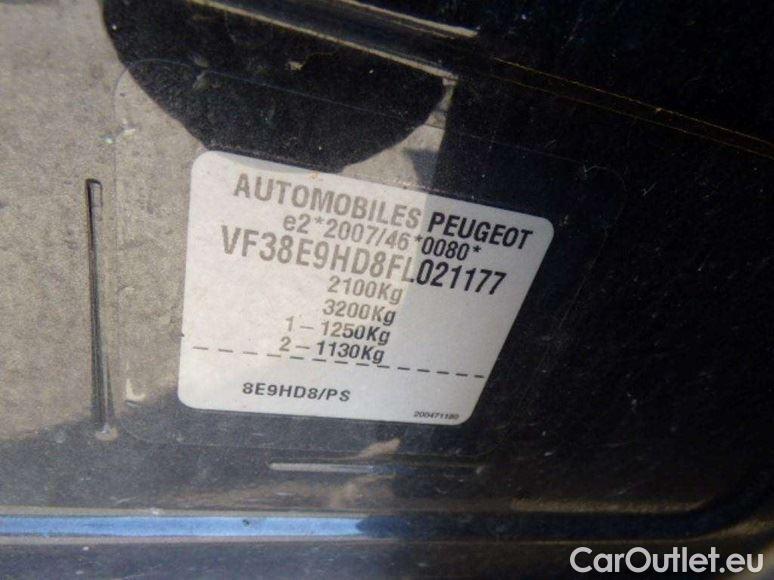 AUTOMOBILES PEUGEOT
e2*2007/46*0080*
VF38E9HD8FL021177
2100Kg
3200Kg
1-1250Kg
2-1130Kg
8E9HD8/PS
200471180
CarOutlet.eu